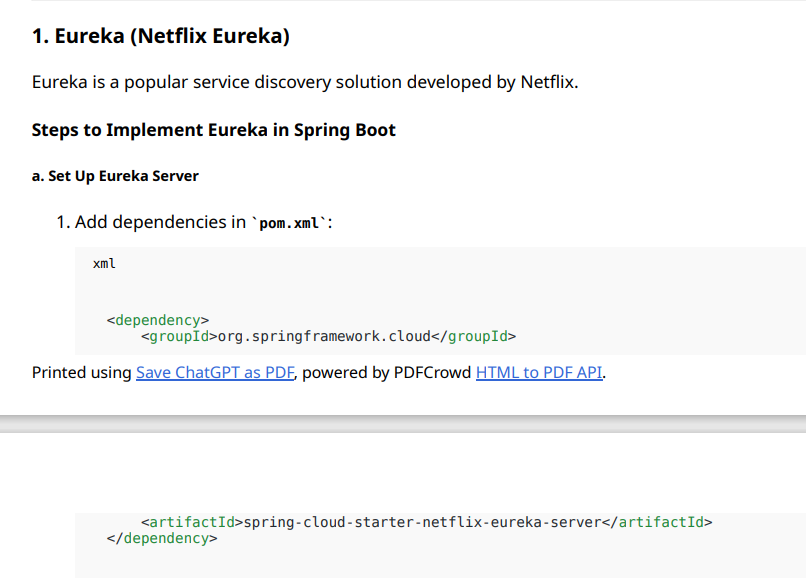 1. Eureka (Netflix Eureka)
Eureka is a popular service discovery solution developed by Netflix.
Steps to Implement Eureka in Spring Boot
a. Set Up Eureka Server
1. Add dependencies in `pom.xml`:
xml
<dependency>
<groupId>org.springframework.cloud</groupId>
Printed using Save ChatGPT as PDF, powered by PDFCrowd HTML to PDF API.
<artifactId>spring-cloud-starter-netflix-eureka-server</artifactId>
</dependency>